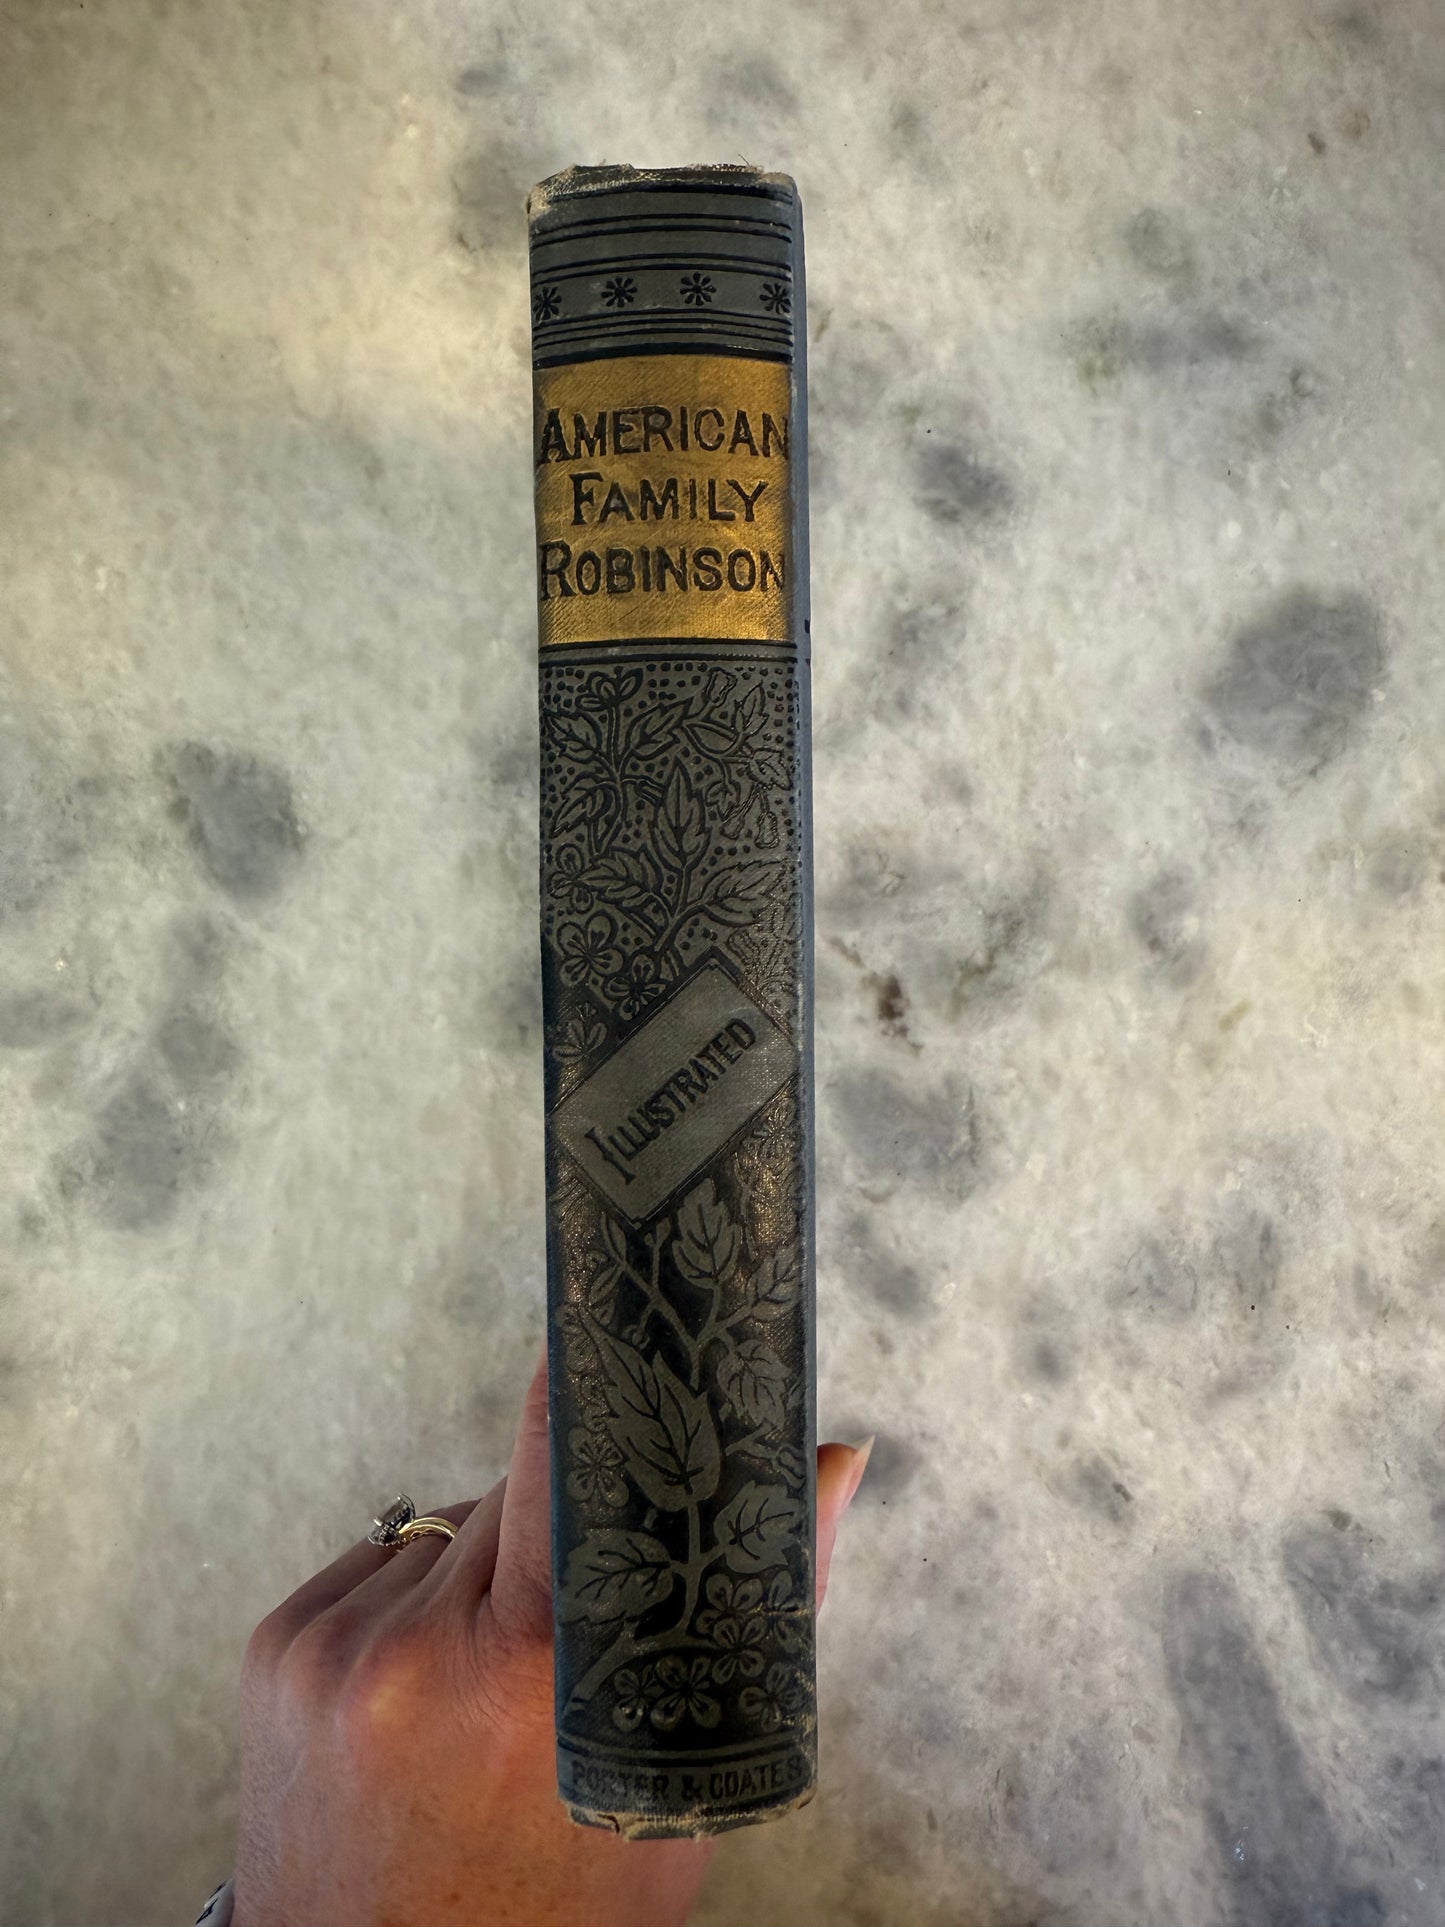 AMERICAN
FAMILY
ROBINSON
ILLUSTRATED
PORTER & COATES